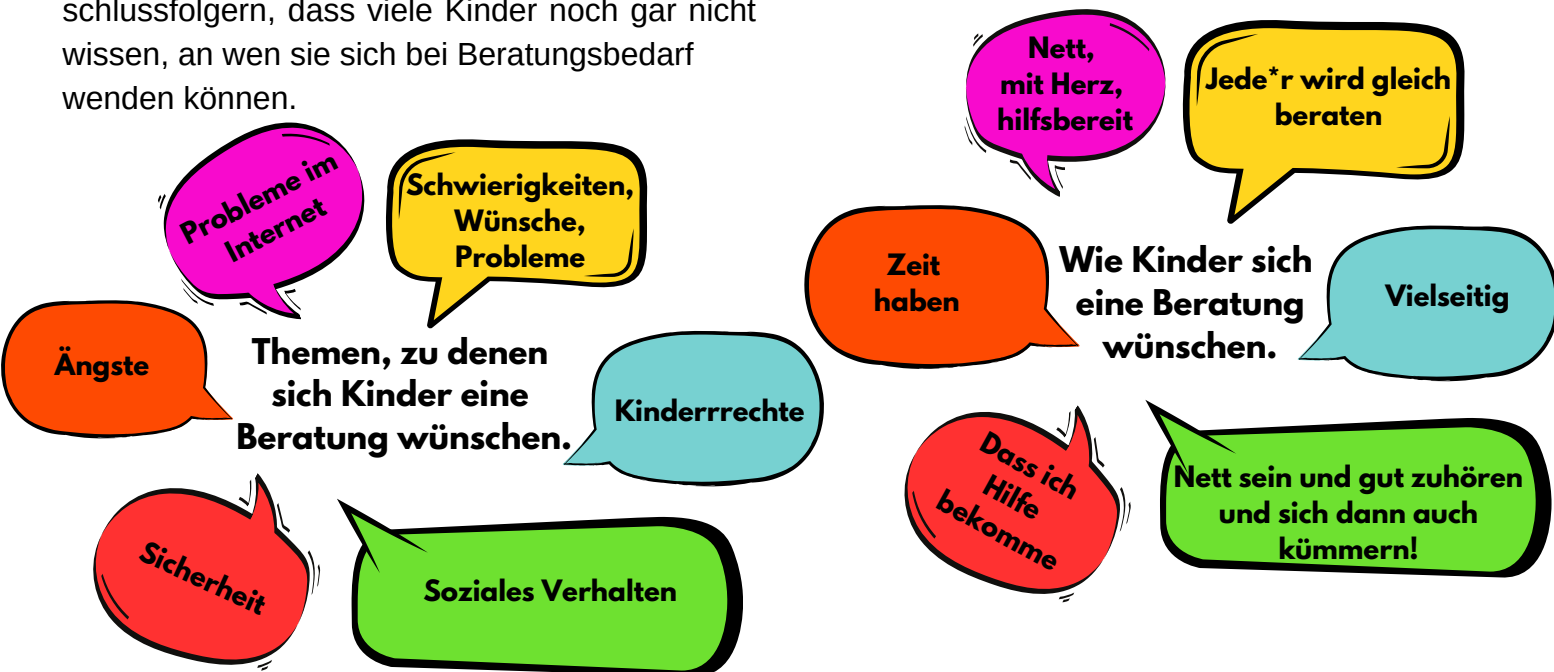 schlussfolgern, dass viele Kinder noch gar nicht
wissen, an wen sie sich bei Beratungsbedarf
wenden können.
Probleme im
Internet
Schwierigkeiten,
Wünsche,
Probleme
Ängste
Themen, zu denen
sich Kinder eine
Beratung wünschen.
Kinderrrechte
Sicherheit
Soziales Verhalten
Nett,
mit Herz,
hilfsbereit
Jede*r wird gleich
beraten
Zeit
haben
Wie Kinder sich
eine Beratung
wünschen.
Vielseitig
Dass ich
Hilfe
bekomme
Nett sein und gut zuhören
und sich dann auch
kümmern!